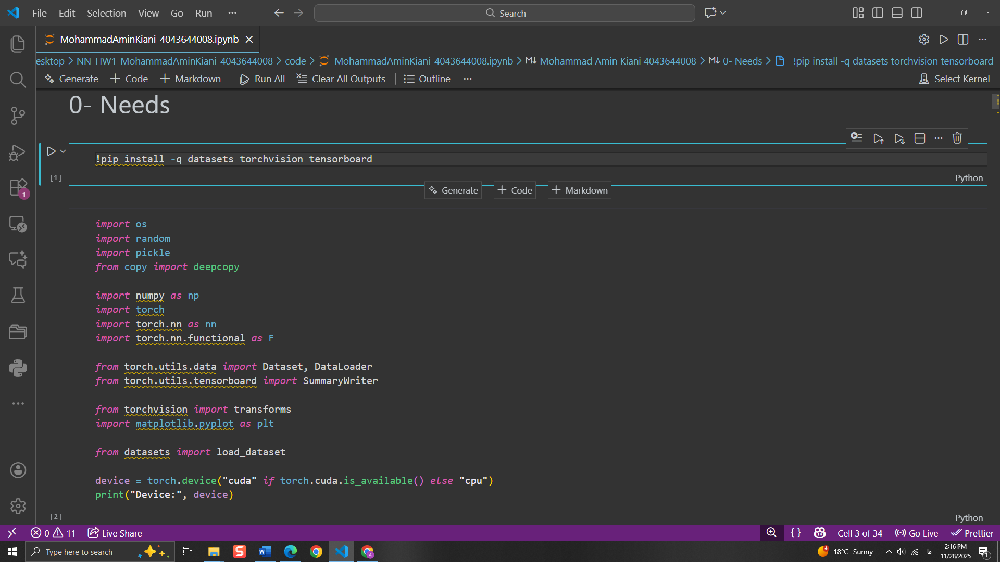 File Edit Selection View Go Run ··· Search
MohammadAminKiani_4043644008.ipynb
esktop > NN_HW1_MohammadAminKiani_4043644008 > code > MohammadAminKiani_4043644008.ipynb > M↓ Mohammad Amin Kiani 4043644008 > M↓ 0- Needs > !pip install -q datasets torchvision tensorboard
Generate + Code + Markdown Run All Clear All Outputs Outline ··· Select Kernel
0- Needs
!pip install -q datasets torchvision tensorboard
[1] Python
Generate + Code + Markdown
import os
import random
import pickle
from copy import deepcopy
import numpy as np
import torch
import torch.nn as nn
import torch.nn.functional as F
from torch.utils.data import Dataset, DataLoader
from torch.utils.tensorboard import SummaryWriter
from torchvision import transforms
import matplotlib.pyplot as plt
from datasets import load_dataset
device = torch.device("cuda" if torch.cuda.is_available() else "cpu")
print("Device:", device)
[2] Python
1
0 11 Live Share { } Cell 3 of 34 Go Live Prettier
Type here to search 4 18°C Sunny فا 2:16 PM
11/28/2025 1